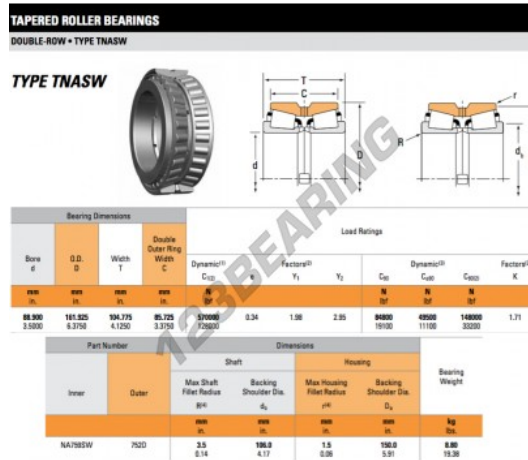 TAPERED ROLLER BEARINGS
DOUBLE-ROW • TYPE TNASW
TYPE TNASW
T
C
D
d
r
R
123BEARING
Bearing Dimensions
Load Ratings
Bore
d
O.D.
D
Width
T
Double
Outer Ring
Width
C
Dynamic(1)
C1(2)
e
Factors(2)
Y1
Y2
Dynamic(3)
C90
Ca90
C90(2)
Factors(2)
K
mm mm mm mm N N N N
in. in. in. in. lbf lbf lbf lbf
88.900 161.925 104.775 85.725 570000 0.34 1.98 2.95 84800 49500 148000 1.71
3.5000 6.3750 4.1250 3.3750 128000 19100 11100 33200
Part Number
Dimensions
Bearing
Weight
Inner
Outer
Shaft
Housing
Max Shaft
Fillet Radius
R(4)
Backing
Shoulder Dia.
Max Housing
Fillet Radius
r(4)
Backing
Shoulder Dia.
Da
mm mm mm mm kg
in. in. in. in. lbs.
NA759SW 752D 3.5 106.0 1.5 150.0 8.80
0.14 4.17 0.06 5.91 19.38